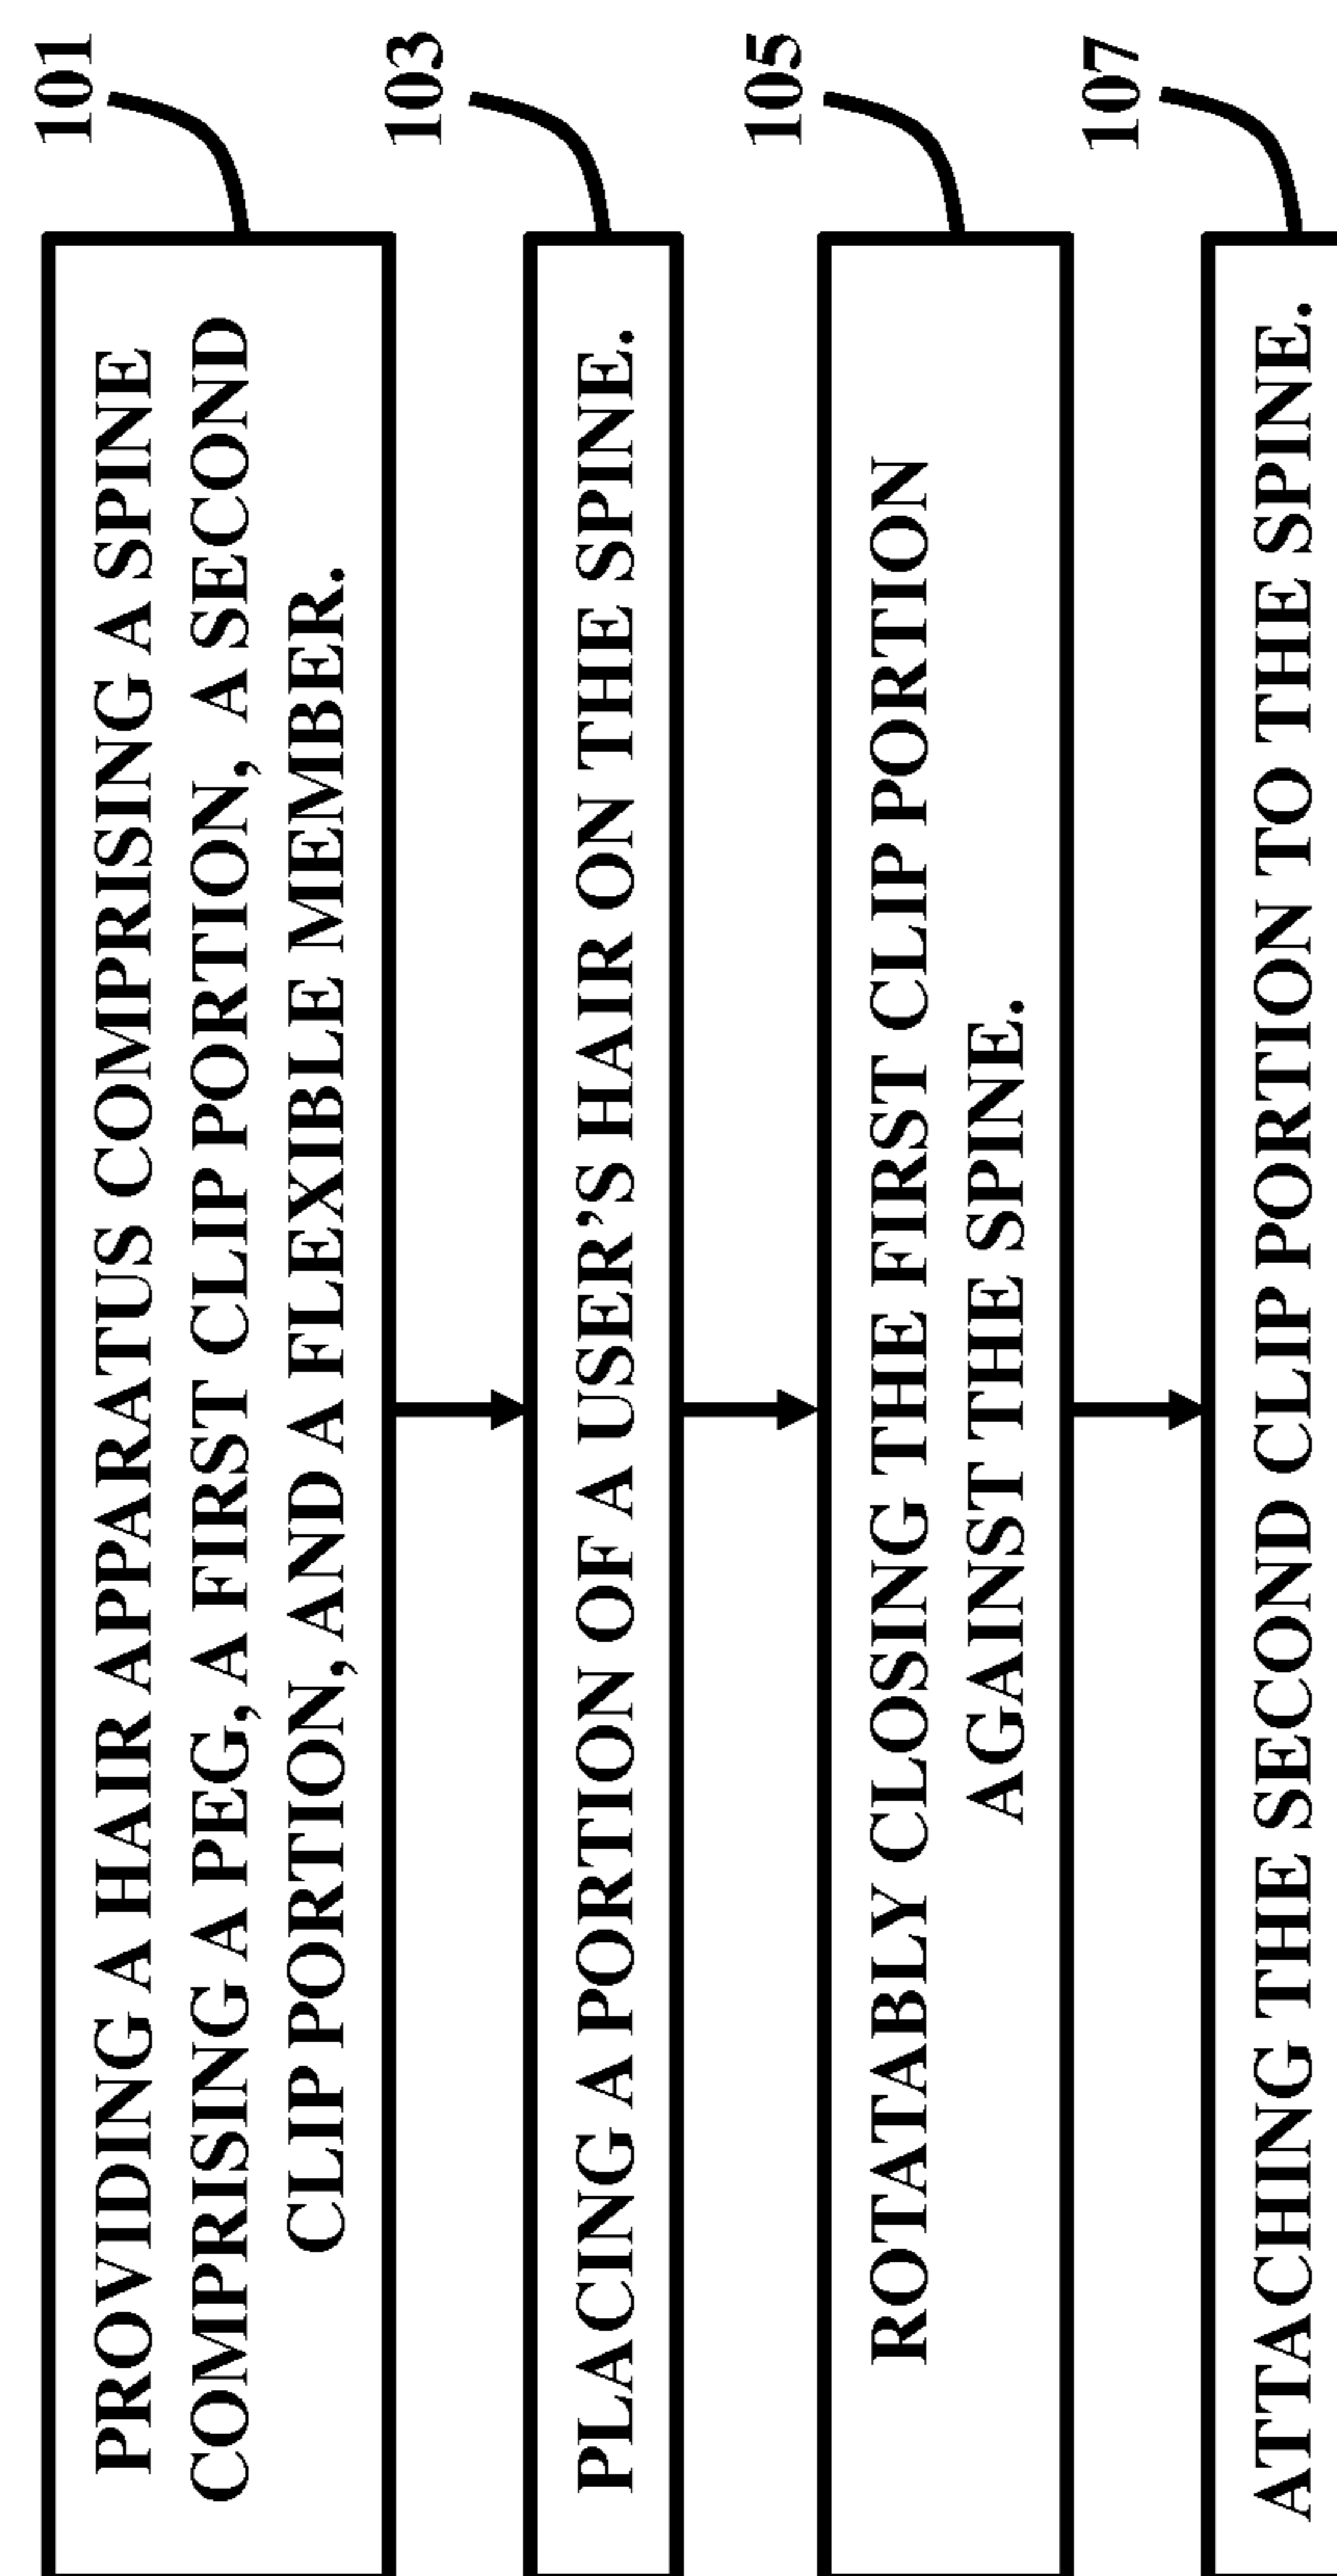 101
PROVIDING A HAIR APPARATUS COMPRISING A SPINE
COMPRISING A PEG, A FIRST CLIP PORTION, A SECOND
CLIP PORTION, AND A FLEXIBLE MEMBER.
103
PLACING A PORTION OF A USER'S HAIR ON THE SPINE.
105
ROTATABLY CLOSING THE FIRST CLIP PORTION
AGAINST THE SPINE.
107
ATTACHING THE SECOND CLIP PORTION TO THE SPINE.